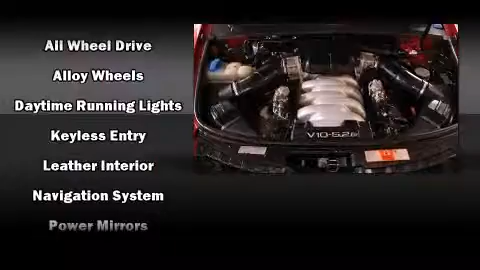 All Wheel Drive
Alloy Wheels
Daytime Running Lights
Keyless Entry
Leather Interior
Navigation System
Power Mirrors
V10-5.2